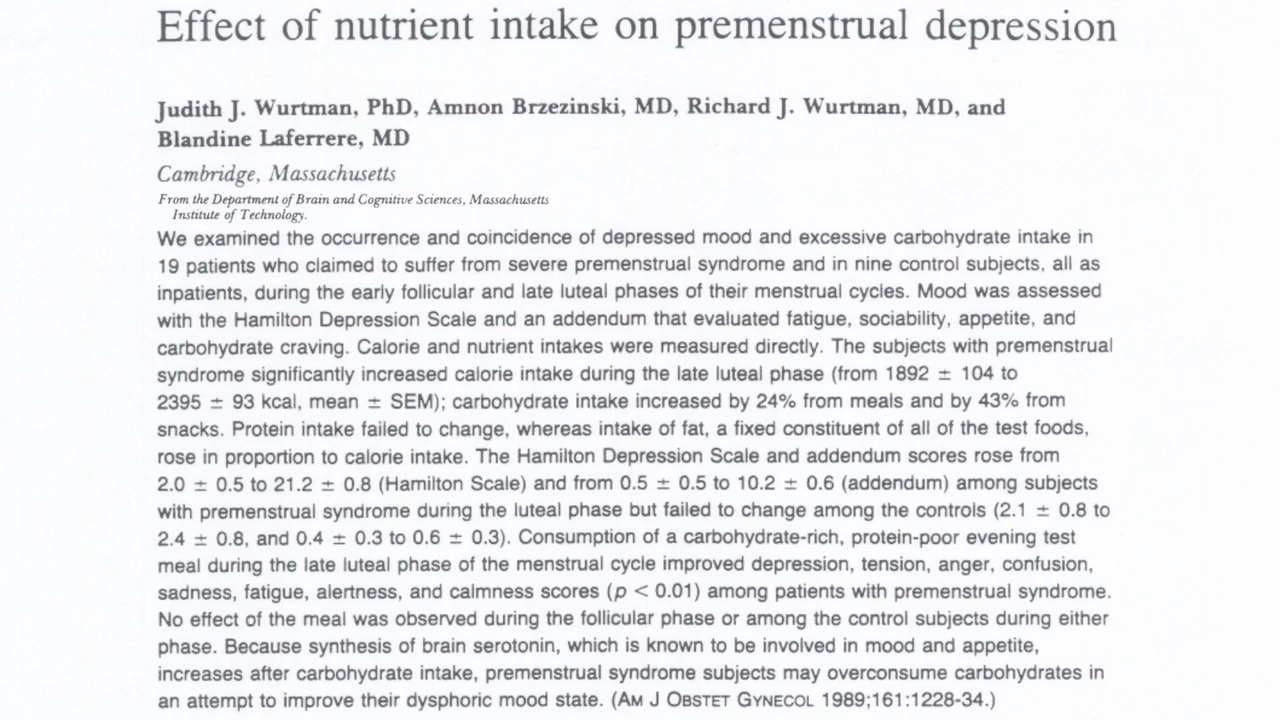 Effect of nutrient intake on premenstrual depression
Judith J. Wurtman, PhD, Amnon Brzezinski, MD, Richard J. Wurtman, MD, and
Blandine Laferrere, MD
Cambridge, Massachusetts
From the Department of Brain and Cognitive Sciences, Massachusetts
Institute of Technology.
We examined the occurrence and coincidence of depressed mood and excessive carbohydrate intake in
19 patients who claimed to suffer from severe premenstrual syndrome and in nine control subjects, all as
inpatients, during the early follicular and late luteal phases of their menstrual cycles. Mood was assessed
with the Hamilton Depression Scale and an addendum that evaluated fatigue, sociability, appetite, and
carbohydrate craving. Calorie and nutrient intakes were measured directly. The subjects with premenstrual
syndrome significantly increased calorie intake during the late luteal phase (from 1892 ± 104 to
2395 ± 93 kcal, mean ± SEM); carbohydrate intake increased by 24% from meals and by 43% from
snacks. Protein intake failed to change, whereas intake of fat, a fixed constituent of all of the test foods,
rose in proportion to calorie intake. The Hamilton Depression Scale and addendum scores rose from
2.0 ± 0.5 to 21.2 ± 0.8 (Hamilton Scale) and from 0.5 ± 0.5 to 10.2 ± 0.6 (addendum) among subjects
with premenstrual syndrome during the luteal phase but failed to change among the controls (2.1 ± 0.8 to
2.4 ± 0.8, and 0.4 ± 0.3 to 0.6 ± 0.3). Consumption of a carbohydrate-rich, protein-poor evening test
meal during the late luteal phase of the menstrual cycle improved depression, tension, anger, confusion,
sadness, fatigue, alertness, and calmness scores (p < 0.01) among patients with premenstrual syndrome.
No effect of the meal was observed during the follicular phase or among the control subjects during either
phase. Because synthesis of brain serotonin, which is known to be involved in mood and appetite,
increases after carbohydrate intake, premenstrual syndrome subjects may overconsume carbohydrates in
an attempt to improve their dysphoric mood state. (AM J OBSTET GYNECOL 1989;161:1228-34.)